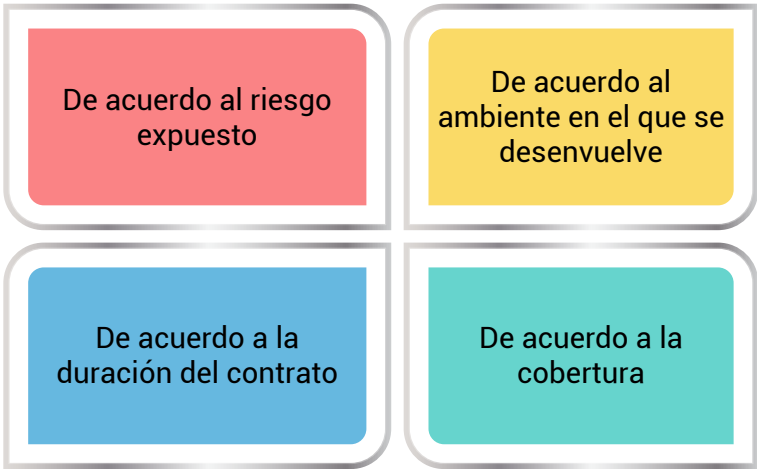 De acuerdo al riesgo
expuesto
De acuerdo al
ambiente en el que se
desenvuelve
De acuerdo a la
duración del contrato
De acuerdo a la
cobertura